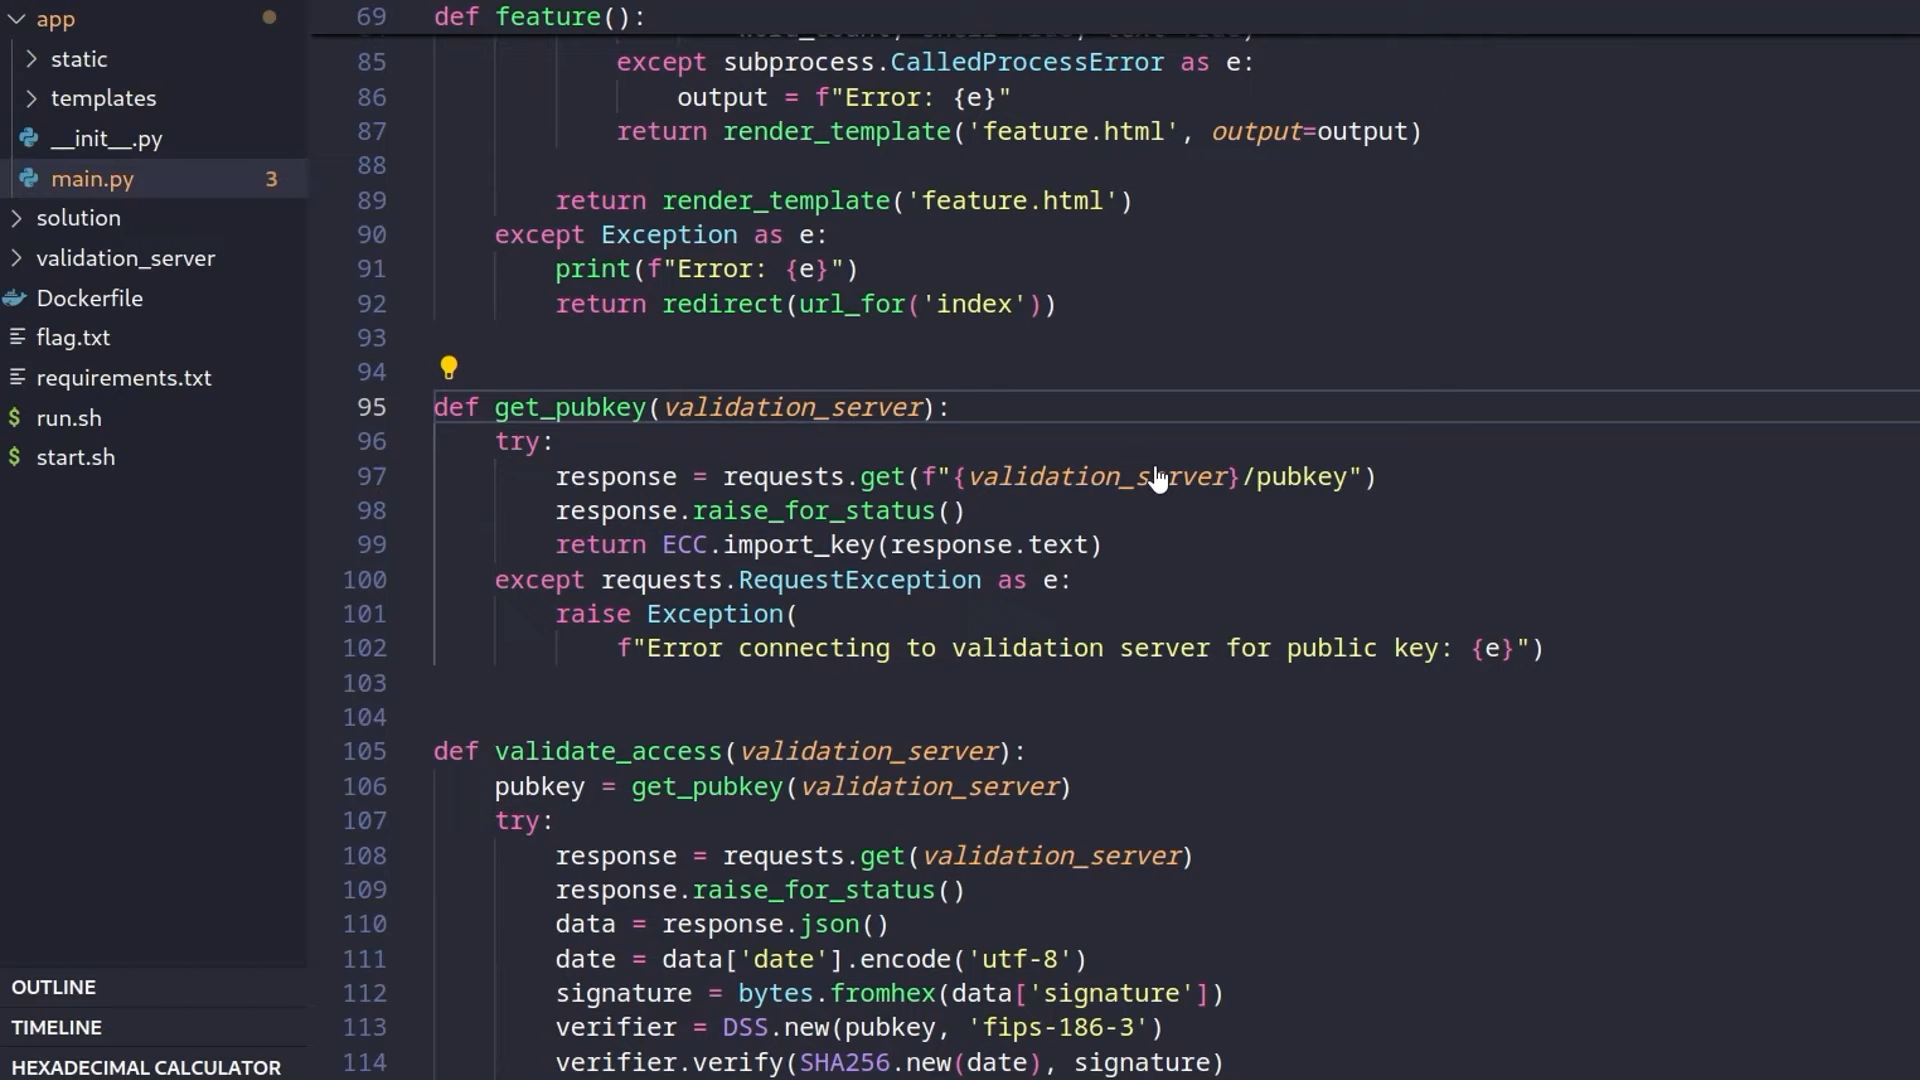 app
static
templates
__init__.py
main.py 3
solution
validation_server
Dockerfile
flag.txt
requirements.txt
run.sh
start.sh
OUTLINE
TIMELINE
HEXADECIMAL CALCULATOR
69 def feature():
85 except subprocess.CalledProcessError as e:
86 output = f"Error: {e}"
87 return render_template('feature.html', output=output)
88
89 return render_template('feature.html')
90 except Exception as e:
91 print(f"Error: {e}")
92 return redirect(url_for('index'))
93
94
95 def get_pubkey(validation_server):
96 try:
97 response = requests.get(f"{validation_server}/pubkey")
98 response.raise_for_status()
99 return ECC.import_key(response.text)
100 except requests.RequestException as e:
101 raise Exception(
102 f"Error connecting to validation server for public key: {e}")
103
104
105 def validate_access(validation_server):
106 pubkey = get_pubkey(validation_server)
107 try:
108 response = requests.get(validation_server)
109 response.raise_for_status()
110 data = response.json()
111 date = data['date'].encode('utf-8')
112 signature = bytes.fromhex(data['signature'])
113 verifier = DSS.new(pubkey, 'fips-186-3')
114 verifier.verify(SHA256.new(date), signature)